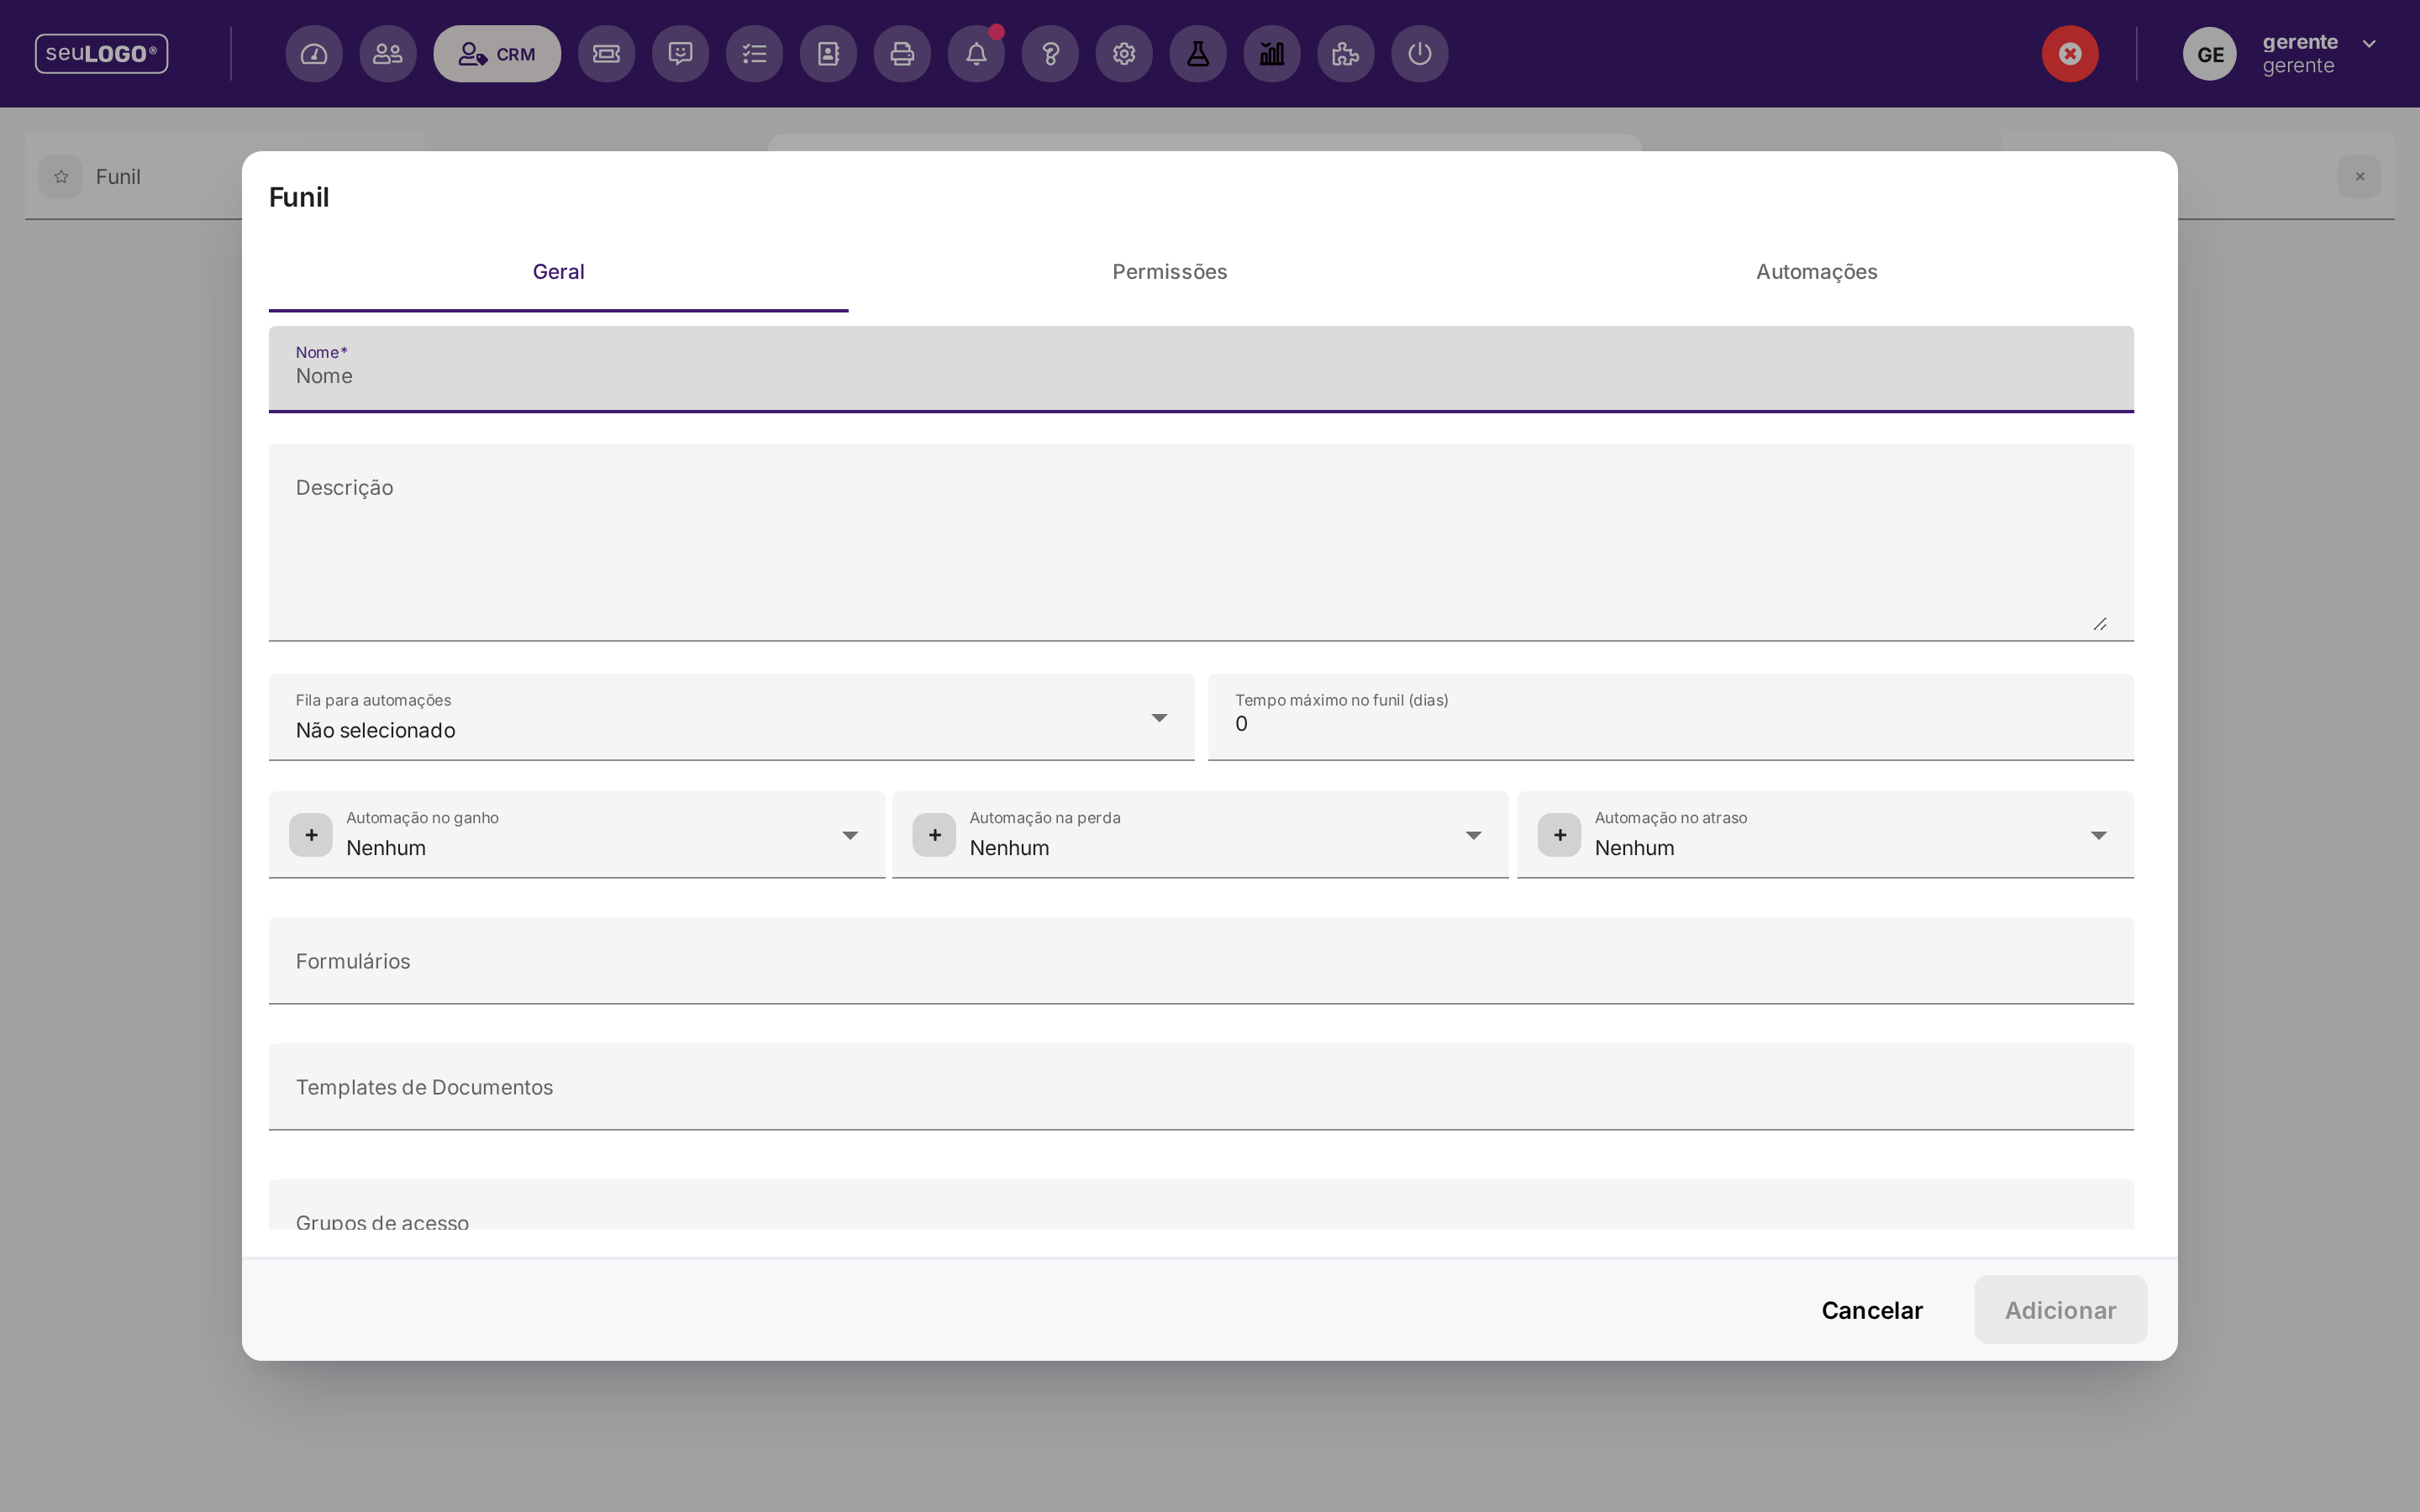 seuLOGO®
CRM
GE
gerente
gerente
Funil
Funil
Geral
Permissões
Automações
Nome*
Nome
Descrição
Fila para automações
Não selecionado
Tempo máximo no funil (dias)
0
Automação no ganho
Nenhum
Automação na perda
Nenhum
Automação no atraso
Nenhum
Formulários
Templates de Documentos
Grupos de acesso
Cancelar
Adicionar